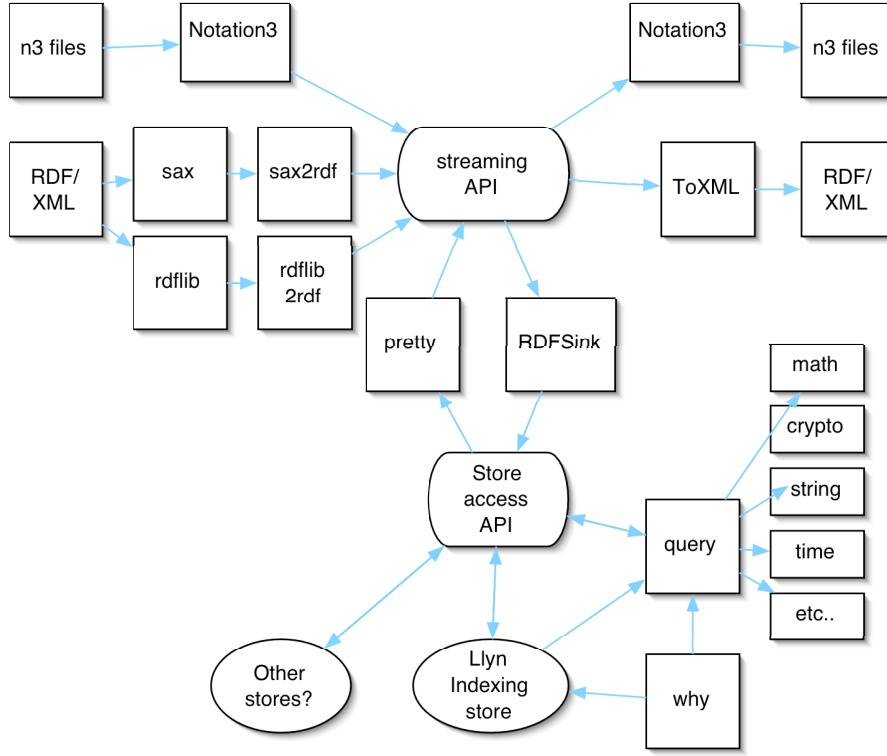 n3 files
Notation3
Notation3
n3 files
RDF/
XML
sax
sax2rdf
streaming
API
ToXML
RDF/
XML
rdflib
rdflib
2rdf
pretty
RDFSink
math
crypto
string
time
etc..
Store
access
API
query
Other
stores?
Llyn
Indexing
store
why